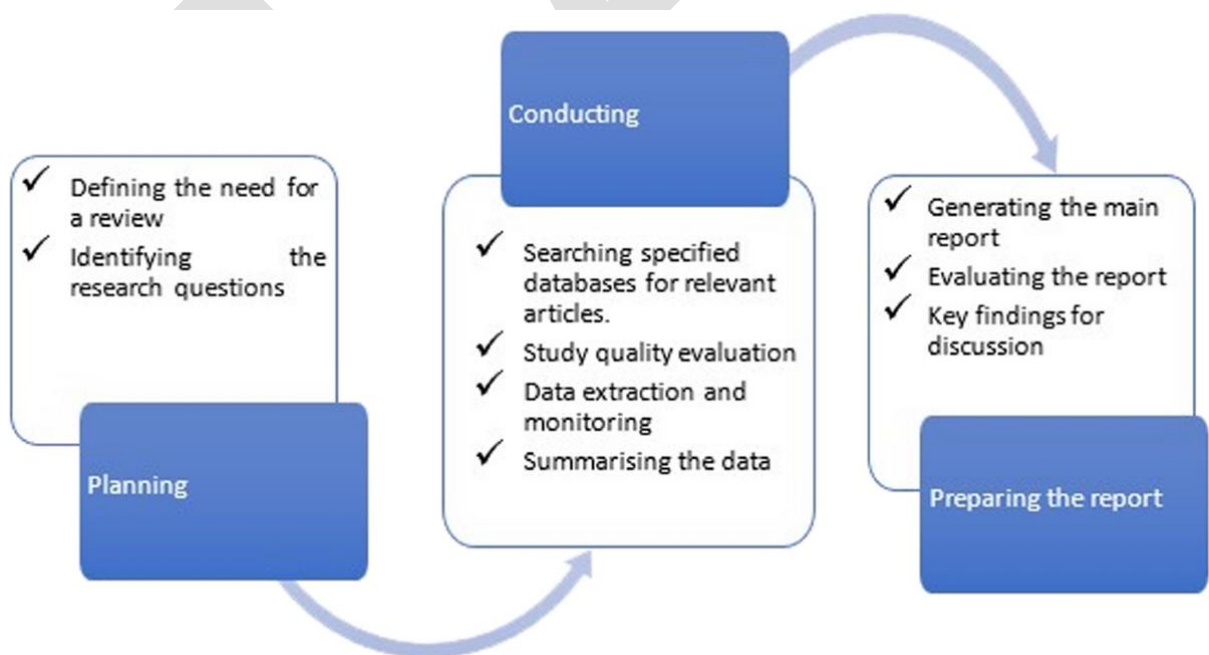 Defining the need for
a review
Identifying the
research questions
Planning
Conducting
Searching specified
databases for relevant
articles.
Study quality evaluation
Data extraction and
monitoring
Summarising the data
Generating the main
report
Evaluating the report
Key findings for
discussion
Preparing the report